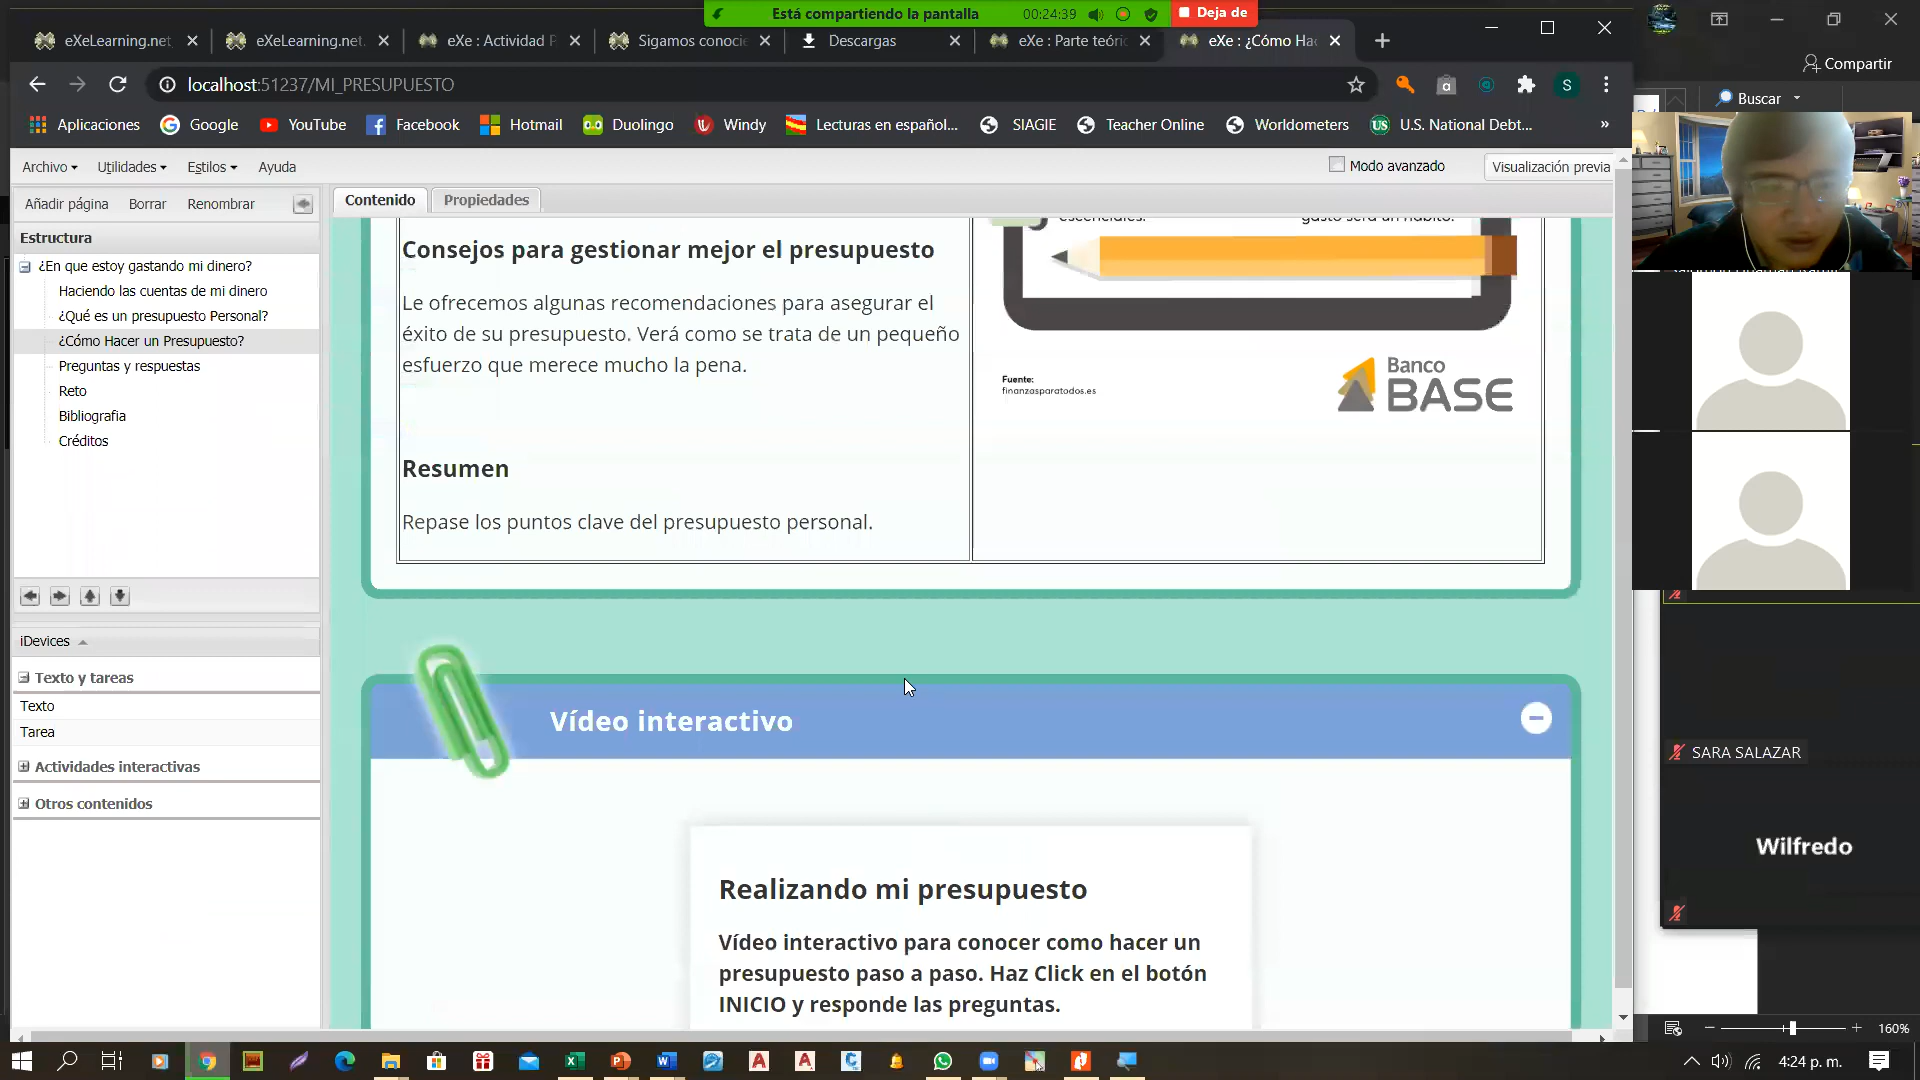 Está compartiendo la pantalla
00:24:39
Deja de
eXeLearning.net
eXeLearning.net.
eXe : Actividad P
Sigamos conocie
Descargas
eXe : Parte teóric
eXe : ¿Cómo Hac
Compartir
localhost:51237/MI_PRESUPUESTO
S
Buscar
Aplicaciones
Google
YouTube
Facebook
Hotmail
Duolingo
Windy
Lecturas en español...
SIAGIE
Teacher Online
Worldometers
U.S. National Debt...
»
Archivo
Utilidades
Estilos
Ayuda
Modo avanzado
Visualización previa
Añadir página
Borrar
Renombrar
Contenido
Propiedades
Estructura
¿En que estoy gastando mi dinero?
Haciendo las cuentas de mi dinero
¿Qué es un presupuesto Personal?
¿Cómo Hacer un Presupuesto?
Preguntas y respuestas
Reto
Bibliografia
Créditos
iDevices
Texto y tareas
Texto
Tarea
Actividades interactivas
Otros contenidos
Consejos para gestionar mejor el presupuesto
Le ofrecemos algunas recomendaciones para asegurar el
éxito de su presupuesto. Verá como se trata de un pequeño
esfuerzo que merece mucho la pena.
Resumen
Repase los puntos clave del presupuesto personal.
gasto será un hábito.
Fuente:
finanzasparatodos.es
Banco
BASE
Vídeo interactivo
Realizando mi presupuesto
Vídeo interactivo para conocer como hacer un
presupuesto paso a paso. Haz Click en el botón
INICIO y responde las preguntas.
SARA SALAZAR
Wilfredo
160%
4:24 p. m.